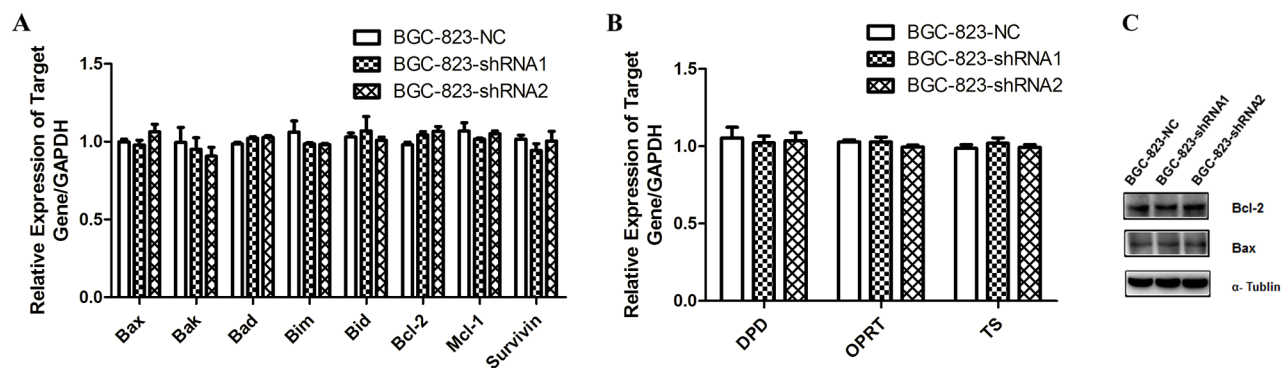 A
BGC-823-NC
BGC-823-shRNA1
BGC-823-shRNA2
Relative Expression of Target
Gene/GAPDH
1.5
1.0
0.5
0.0
Bax
Bak
Bad
Bim
Bid
Bcl-2
Mcl-1
Survivin
B
BGC-823-NC
BGC-823-shRNA1
BGC-823-shRNA2
Relative Expression of Target
Gene/GAPDH
1.5
1.0
0.5
0.0
DPD
OPRT
TS
C
BGC-823-NC
BGC-823-shRNA1
BGC-823-shRNA2
Bcl-2
Bax
α- Tublin